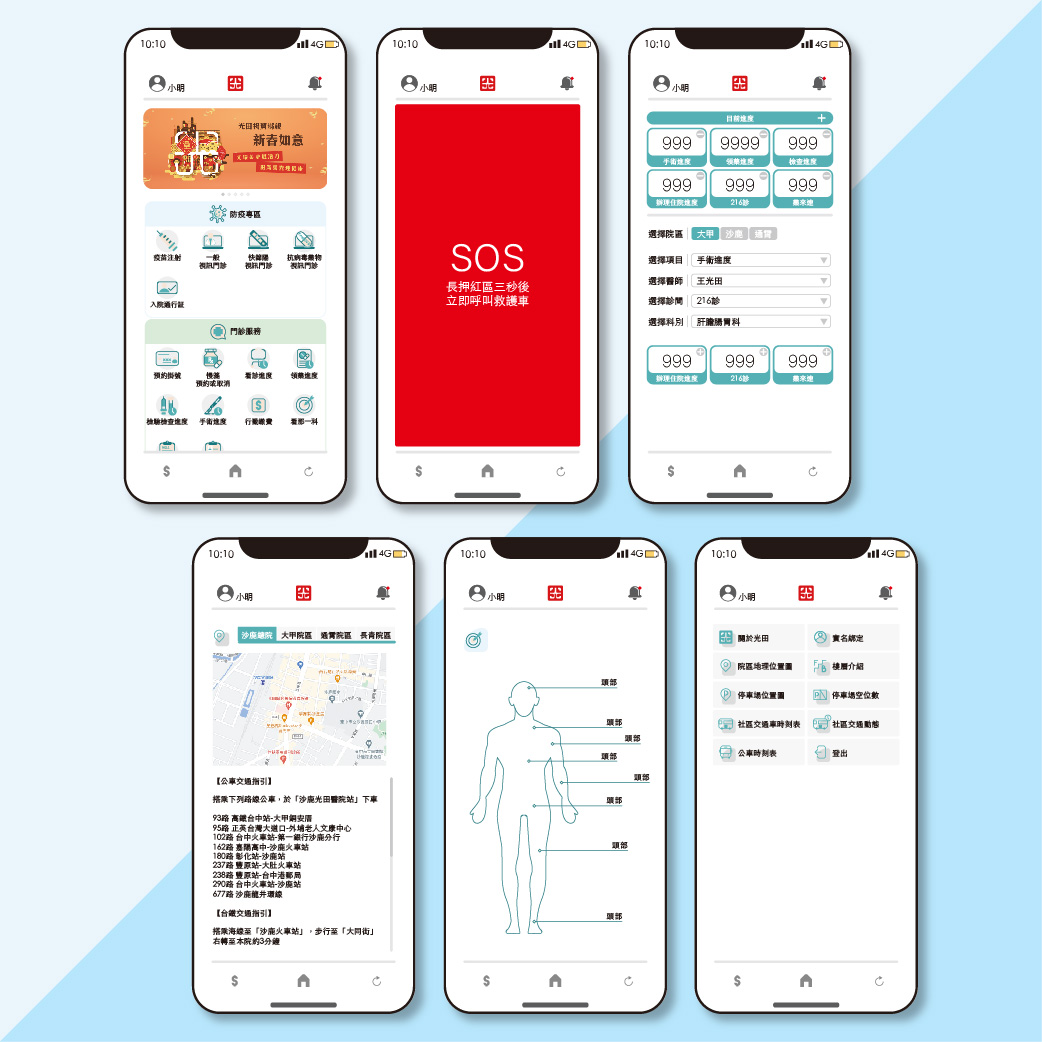 10:10
4G
小明
光田視資賜福
新春如意
防疫專區
疫苗注射
一般
視訊門診
快篩陽
視訊門診
抗病毒藥物
視訊門診
入院通行証
門診服務
預約掛號
慢箋
預約或取消
看診進度
領藥進度
檢驗檢查進度
手術進度
行動繳費
看那一科
$
10:10
4G
小明
SOS
長押紅區三秒後
立即呼叫救護車
$
10:10
4G
小明
目前進度
999
9999
999
手術進度
領藥進度
檢查進度
999
999
999
辦理住院進度
216診
藥來速
選擇院區
大甲
沙鹿
通霄
選擇項目
手術進度
選擇醫師
王光田
選擇診間
216診
選擇科別
肝膽腸胃科
999
999
999
辦理住院進度
216診
藥來速
$
10:10
4G
小明
沙鹿總院
大甲院區
通霄院區
長青院區
【公車交通指引】
搭乘下列路線公車，於「沙鹿光田醫院站」下車
93路 高鐵台中站-大甲銅安厝
95路 正英台灣大道口-外埔老人文康中心
102路 台中火車站-第一銀行沙鹿分行
162路 嘉陽高中-沙鹿火車站
180路 彰化站-沙鹿站
237路 豐原站-大肚火車站
238路 豐原站-台中港郵局
290路 台中火車站-沙鹿站
677路 沙鹿龍井環線
【台鐵交通指引】
搭乘海線至「沙鹿火車站」，步行至「大同街」
右轉至本院約3分鐘
$
10:10
4G
小明
頭部
頭部
頭部
頭部
頭部
頭部
頭部
頭部
$
10:10
4G
小明
關於光田
實名綁定
院區地理位置圖
樓層介紹
停車場位置圖
停車場空位數
社區交通車時刻表
社區交通動態
公車時刻表
登出
$